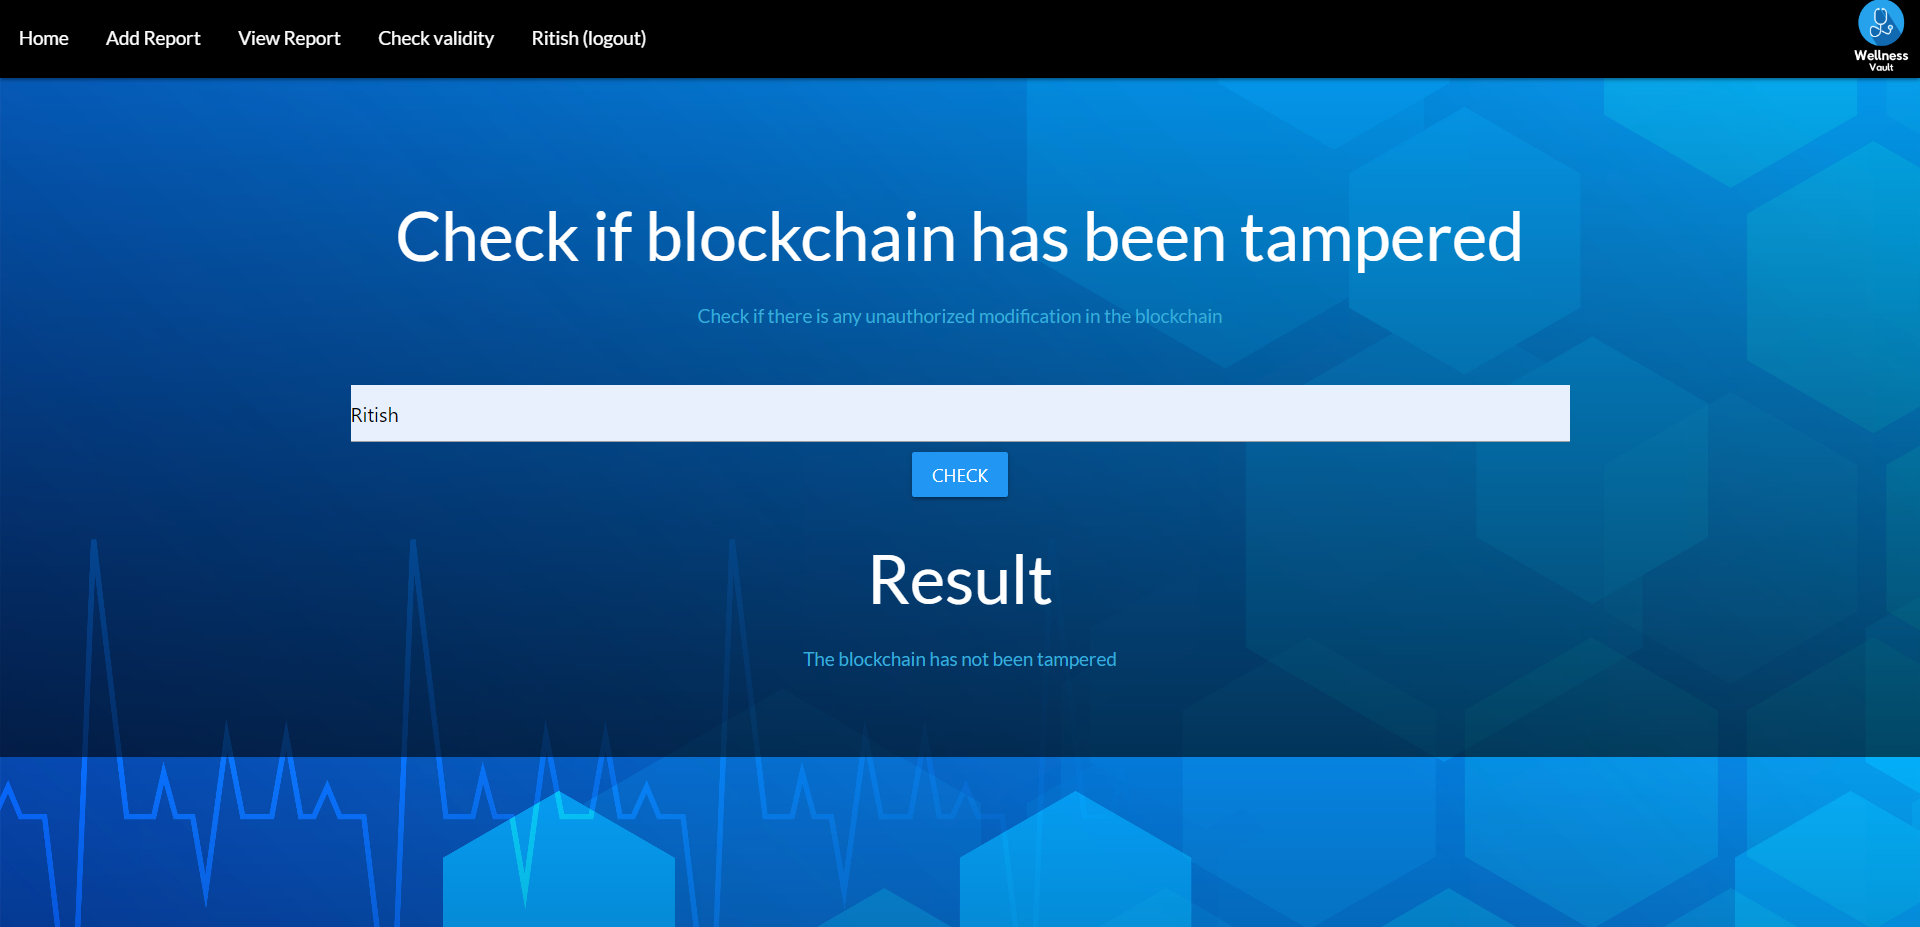 Home
Add Report
View Report
Check validity
Ritish (logout)
Wellness
Vault
Check if blockchain has been tampered
Check if there is any unauthorized modification in the blockchain
Ritish
CHECK
Result
The blockchain has not been tampered